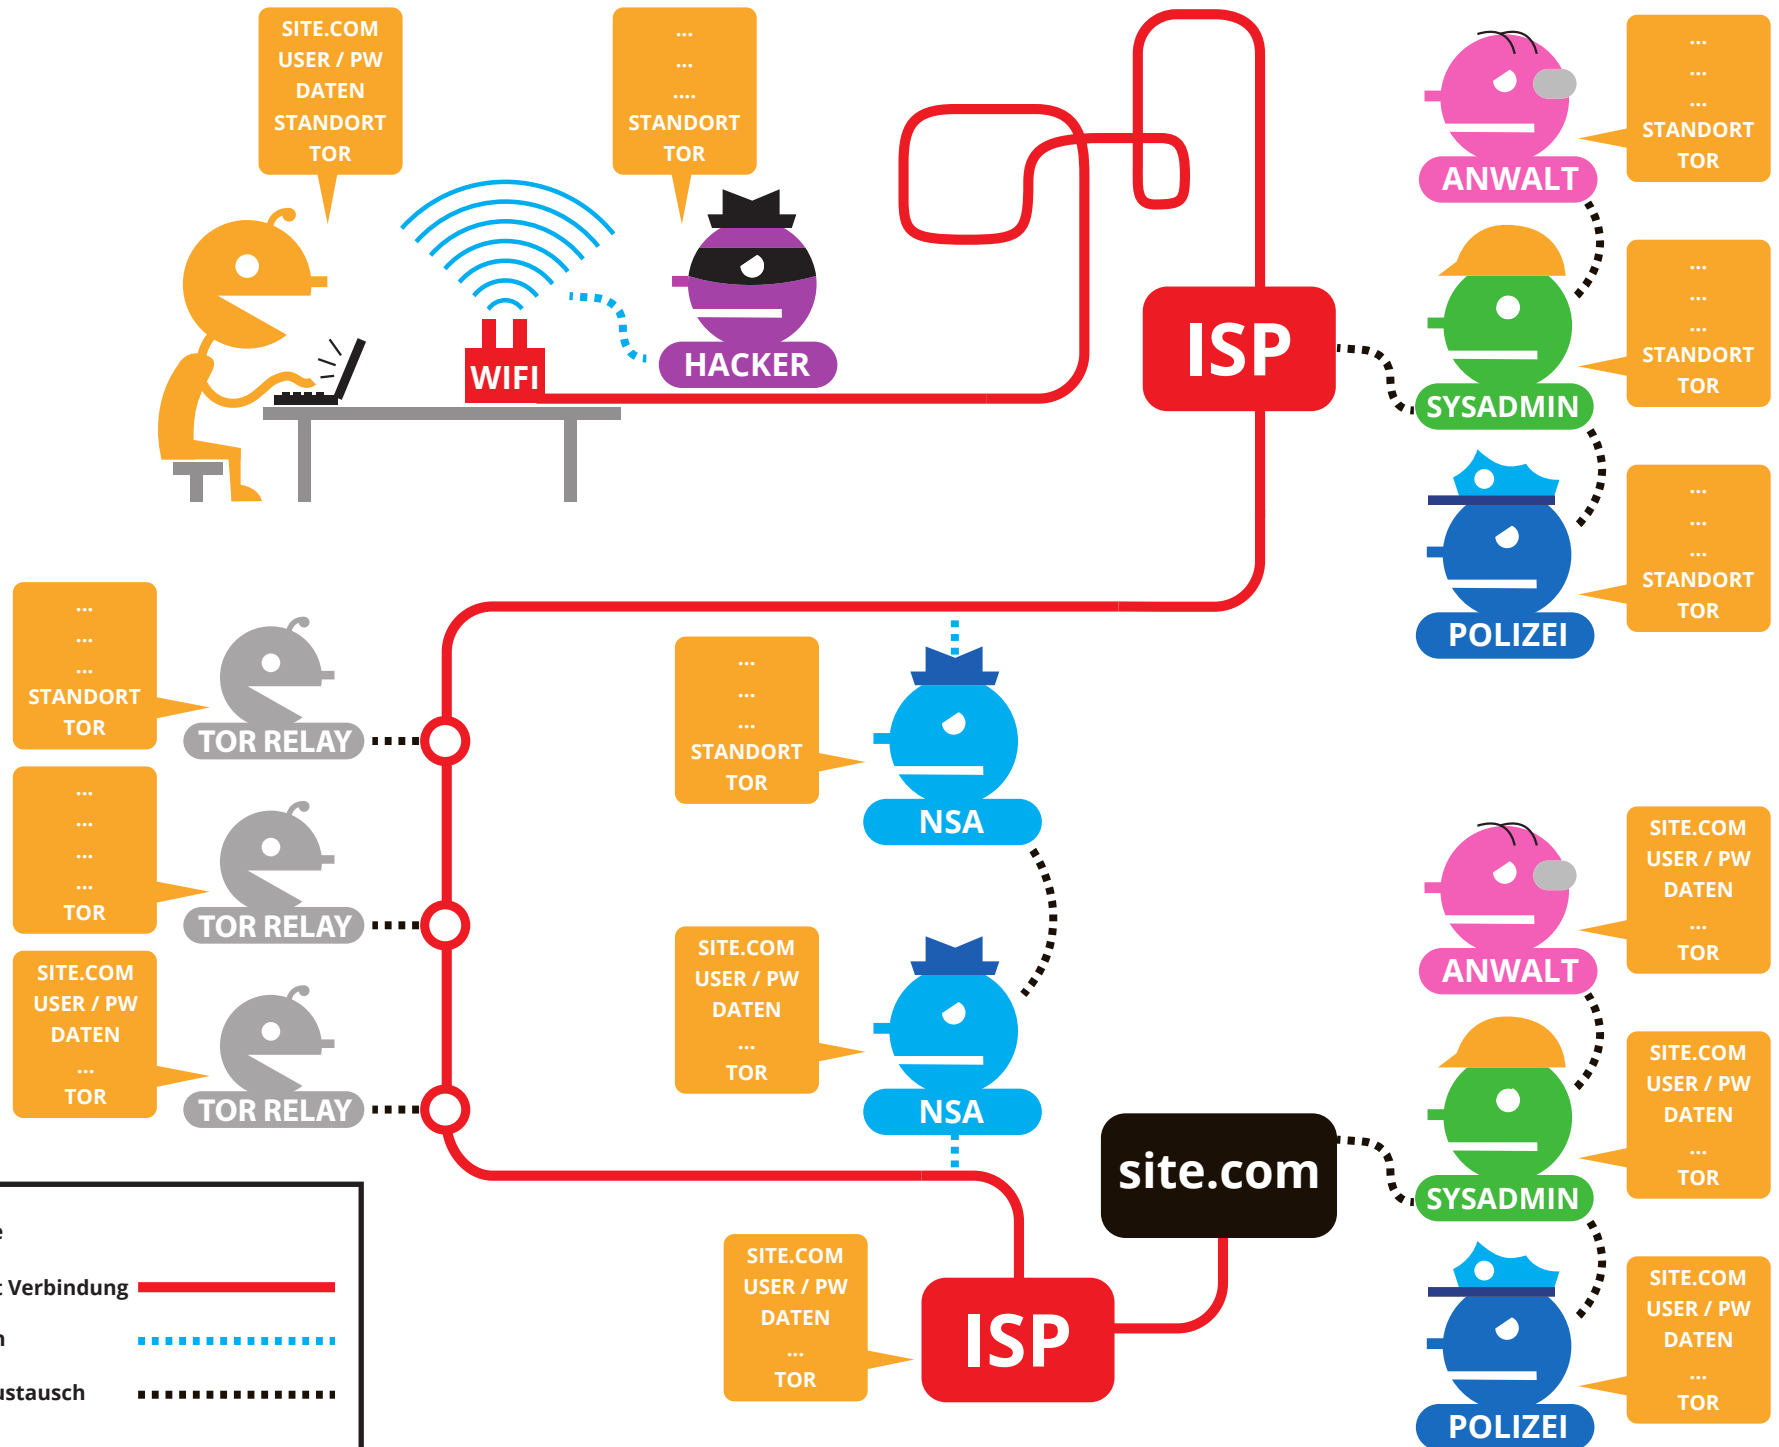 SITE.COM
USER / PW
DATEN
STANDORT
TOR
...
...
....
STANDORT
TOR
WIFI
HACKER
ISP
...
...
...
STANDORT
TOR
ANWALT
...
...
...
STANDORT
TOR
SYSADMIN
...
...
...
STANDORT
TOR
POLIZEI
...
...
...
STANDORT
TOR
TOR RELAY
...
...
...
...
TOR
TOR RELAY
SITE.COM
USER / PW
DATEN
...
TOR
TOR RELAY
...
...
...
STANDORT
TOR
NSA
SITE.COM
USER / PW
DATEN
...
TOR
NSA
site.com
SITE.COM
USER / PW
DATEN
...
TOR
ISP
SITE.COM
USER / PW
DATEN
...
TOR
ANWALT
SITE.COM
USER / PW
DATEN
...
TOR
SYSADMIN
SITE.COM
USER / PW
DATEN
...
TOR
POLIZEI
Verbindung